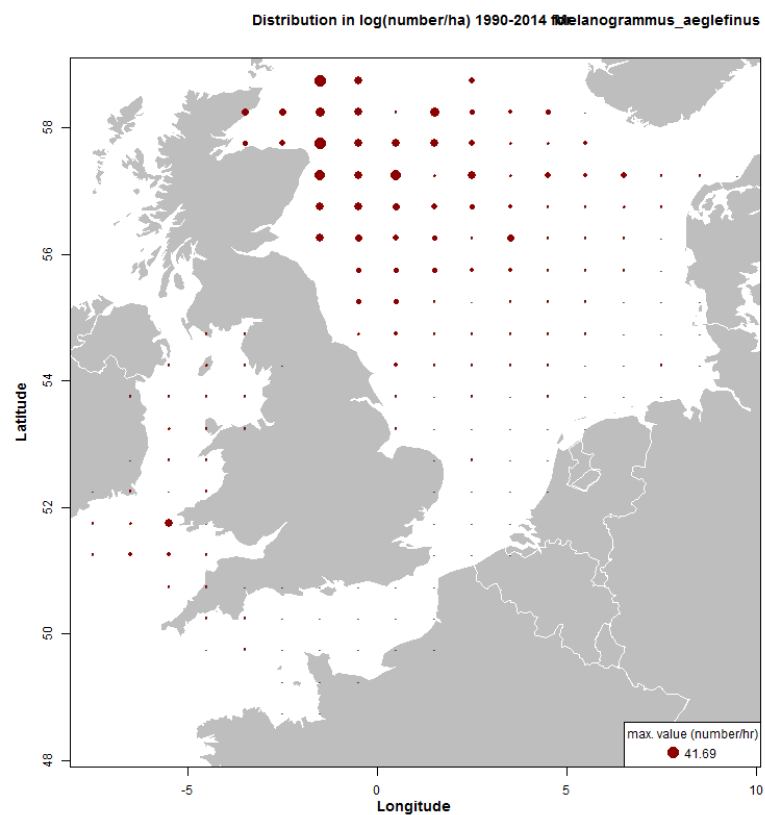 Distribution in log(number/ha) 1990-2014 for Melanogrammus_aeglefinus
58
56
54
52
50
48
Latitude
max. value (number/hr)
41.69
-5
0
5
10
Longitude